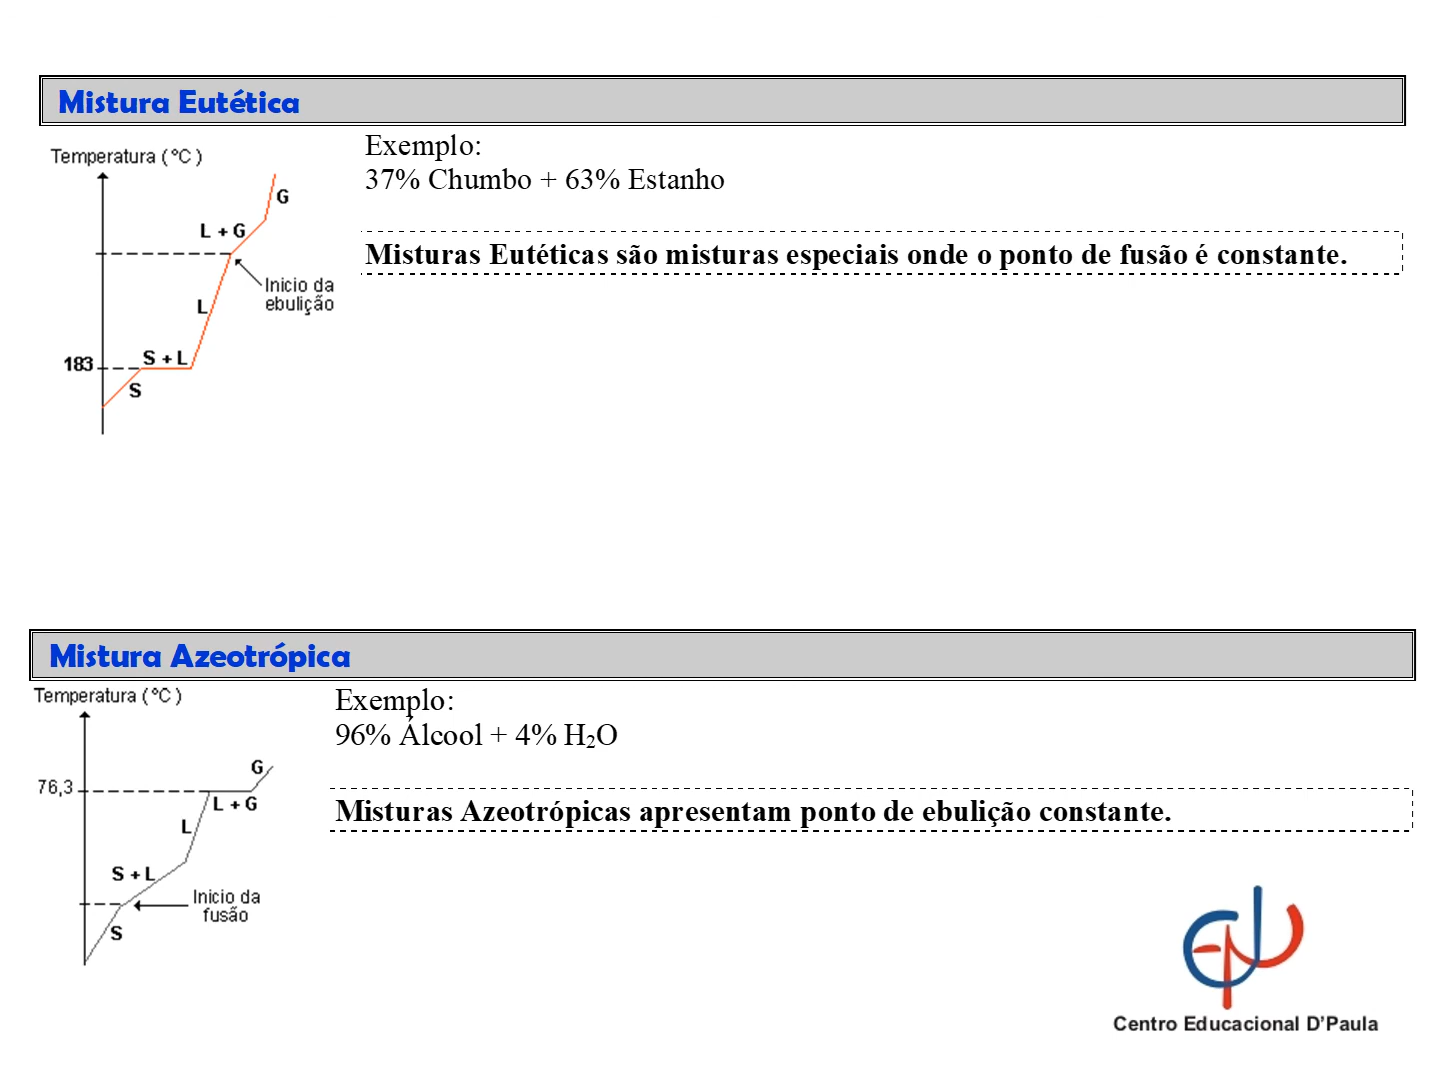 Mistura Eutética
Temperatura ( ºC )
Exemplo:
37% Chumbo + 63% Estanho
G
L + G
Misturas Eutéticas são misturas especiais onde o ponto de fusão é constante.
Inicio da
ebulição
L
183
S + L
S
Mistura Azeotrópica
Temperatura ( ºC )
Exemplo:
96% Álcool + 4% H₂O
G
76,3
L + G
Misturas Azeotrópicas apresentam ponto de ebulição constante.
L
S + L
Inicio da
fusão
S
Centro Educacional D’Paula